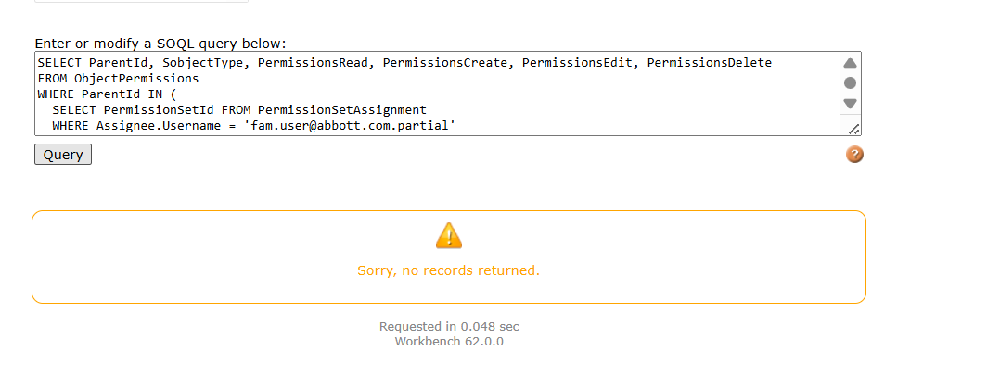 Enter or modify a SOQL query below:
SELECT ParentId, SobjectType, PermissionsRead, PermissionsCreate, PermissionsEdit, PermissionsDelete
FROM ObjectPermissions
WHERE ParentId IN (
  SELECT PermissionSetId FROM PermissionSetAssignment
  WHERE Assignee.Username = 'fam.user@abbott.com.partial'
Query
?
Sorry, no records returned.
Requested in 0.048 sec
Workbench 62.0.0